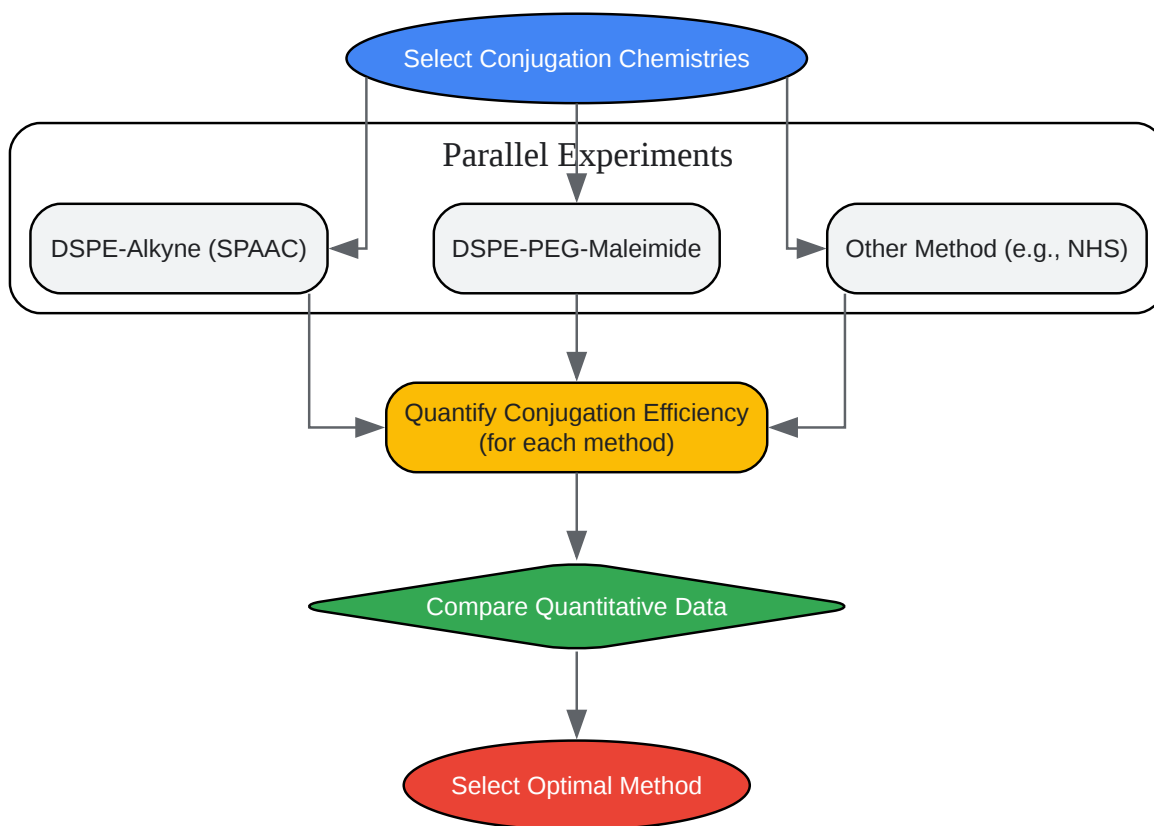 Select Conjugation Chemistries
Parallel Experiments
DSPE-Alkyne (SPAAC)
DSPE-PEG-Maleimide
Other Method (e.g., NHS)
Quantify Conjugation Efficiency
(for each method)
Compare Quantitative Data
Select Optimal Method